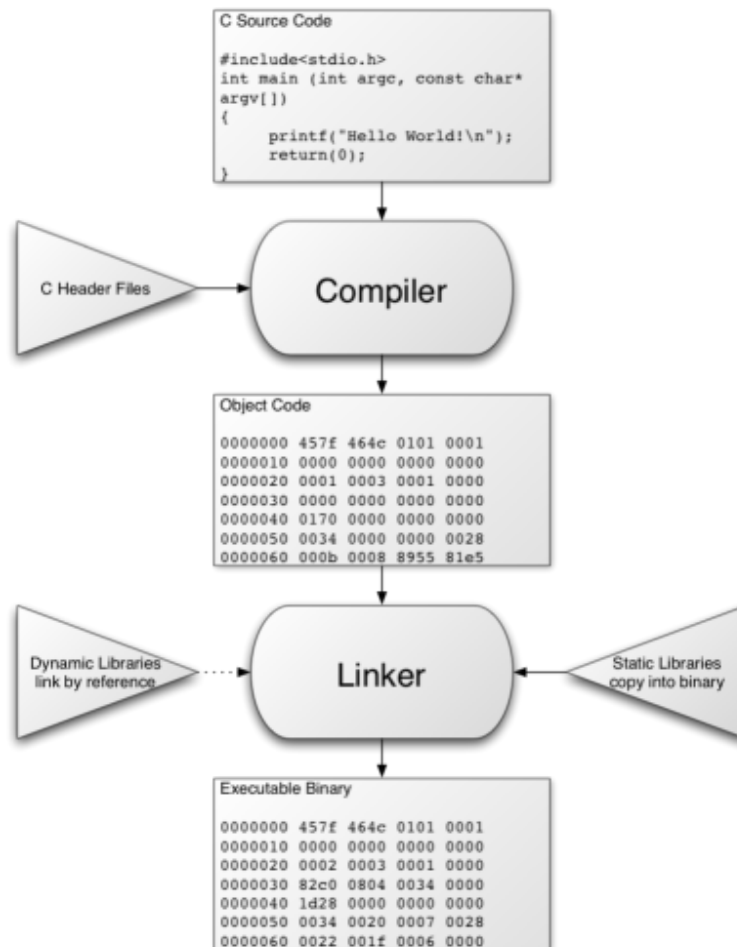 C Source Code
#include<stdio.h>
int main (int argc, const char*
argv[])
{
printf("Hello World!\n");
return(0);
}
C Header Files
Compiler
Object Code
0000000 457f 464c 0101 0001
0000010 0000 0000 0000 0000
0000020 0001 0003 0001 0000
0000030 0000 0000 0000 0000
0000040 0170 0000 0000 0000
0000050 0034 0000 0000 0028
0000060 000b 0008 8955 81e5
Dynamic Libraries
link by reference
Linker
Static Libraries
copy into binary
Executable Binary
0000000 457f 464c 0101 0001
0000010 0000 0000 0000 0000
0000020 0002 0003 0001 0000
0000030 82c0 0804 0034 0000
0000040 1d28 0000 0000 0000
0000050 0034 0020 0007 0028
0000060 0022 001f 0006 0000